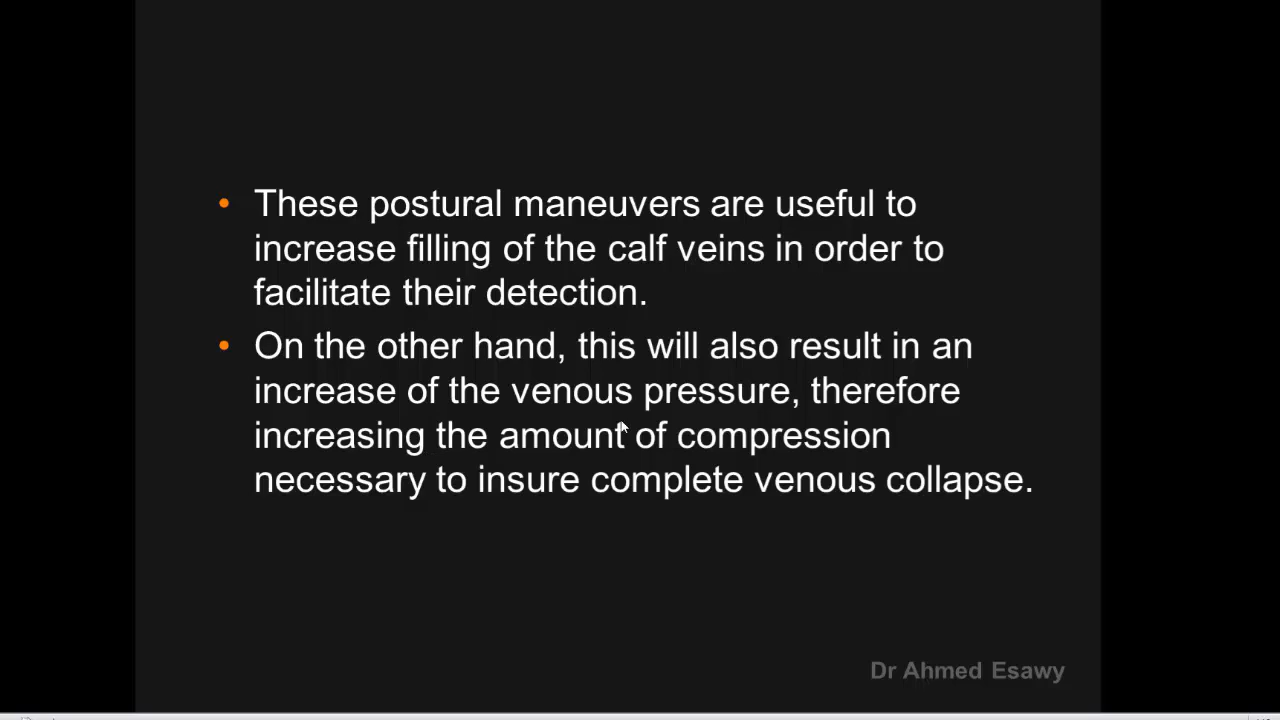 • These postural maneuvers are useful to
increase filling of the calf veins in order to
facilitate their detection.
• On the other hand, this will also result in an
increase of the venous pressure, therefore
increasing the amount of compression
necessary to insure complete venous collapse.
Dr Ahmed Esawy